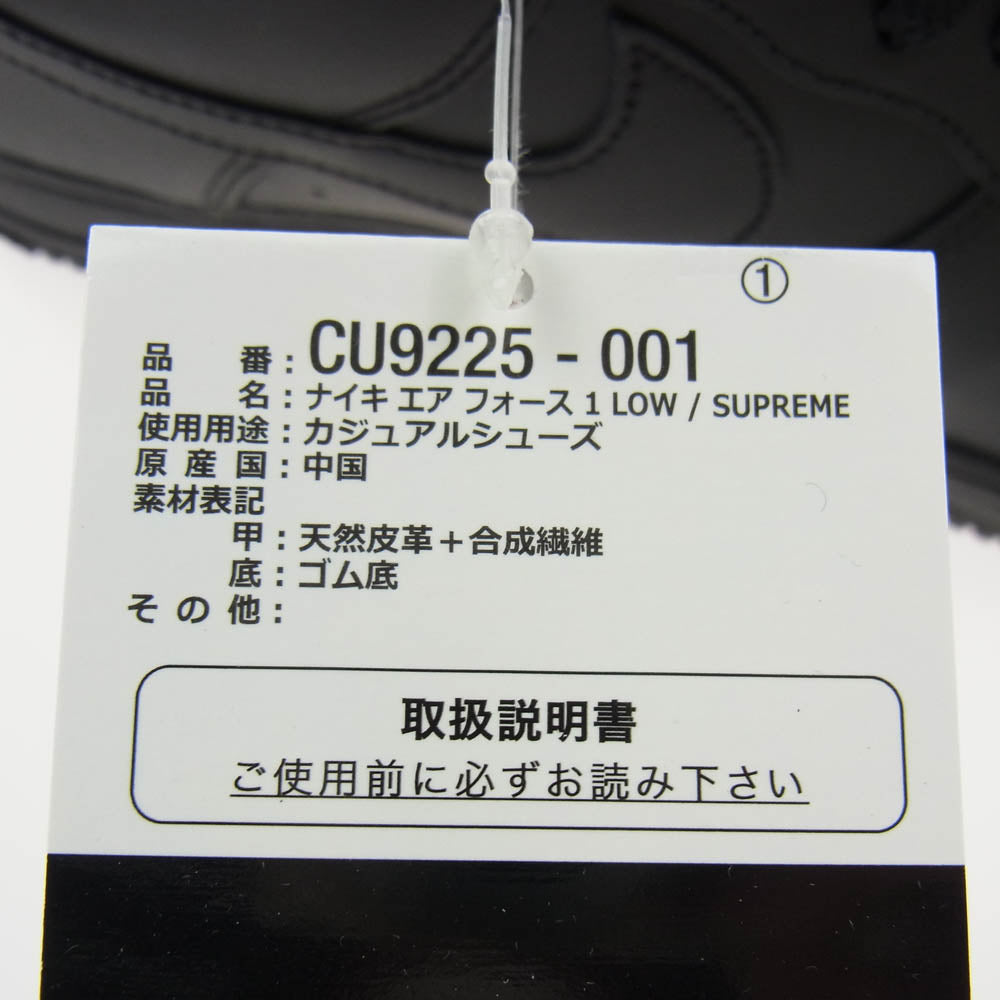 ①
品番：CU9225 - 001
品名：ナイキ エア フォース 1 LOW / SUPREME
使用用途：カジュアルシューズ
原産国：中国
素材表記
甲：天然皮革＋合成繊維
底：ゴム底
その他：
取扱説明書
ご使用前に必ずお読み下さい